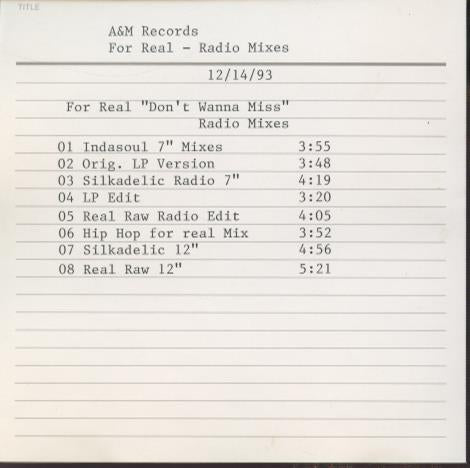 TITLE
A&M Records
For Real - Radio Mixes
12/14/93
For Real "Don't Wanna Miss"
Radio Mixes
01 Indasoul 7" Mixes 3:55
02 Orig. LP Version 3:48
03 Silkadelic Radio 7" 4:19
04 LP Edit 3:20
05 Real Raw Radio Edit 4:05
06 Hip Hop for real Mix 3:52
07 Silkadelic 12" 4:56
08 Real Raw 12" 5:21